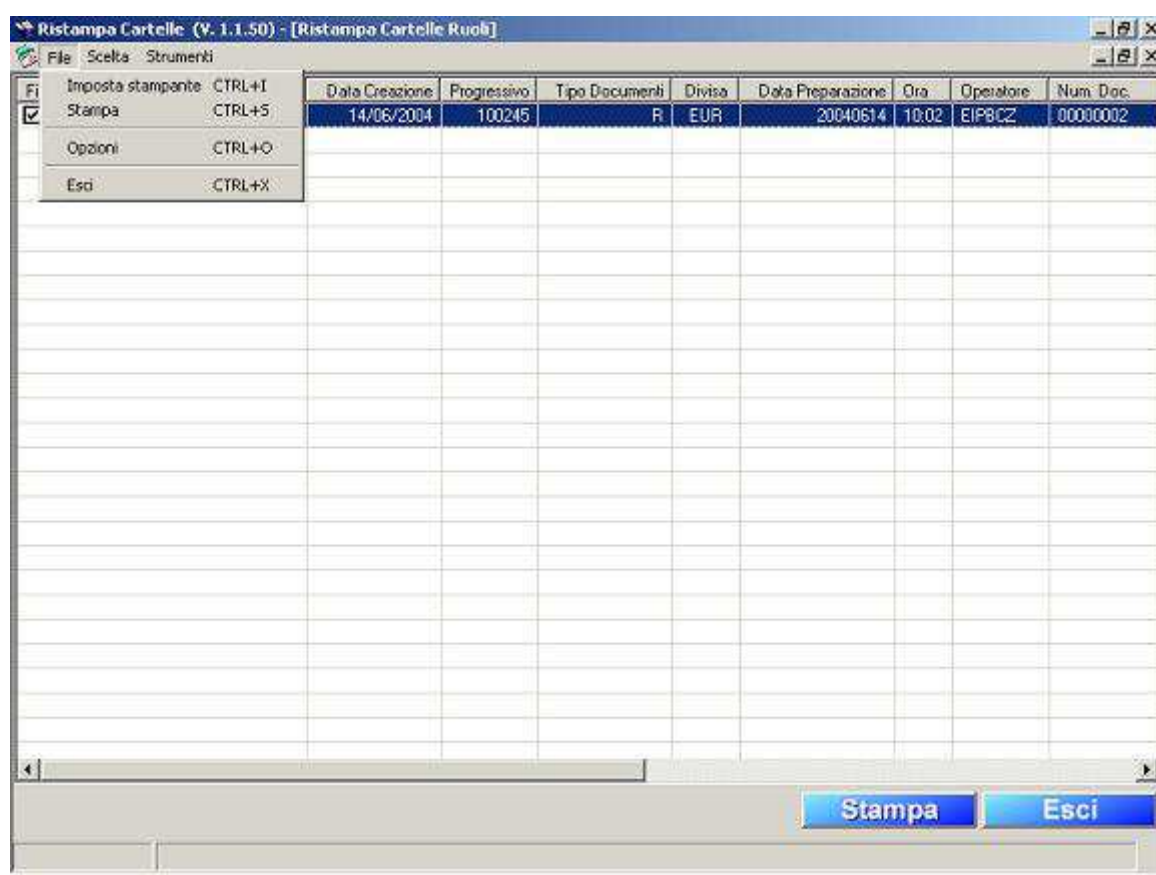 Ristampa Cartelle (V. 1.1.50) - [Ristampa Cartelle Ruoli]
File Scelta Strumenti
Imposta stampante CTRL+I
Stampa CTRL+S
Opzioni CTRL+O
Esci CTRL+X
Fi Data Creazione Progressivo Tipo Documenti Divisa Data Preparazione Ora Operatore Num. Doc.
14/06/2004 100245 R EUR 20040614 10:02 EIPBCZ 00000002
Stampa Esci